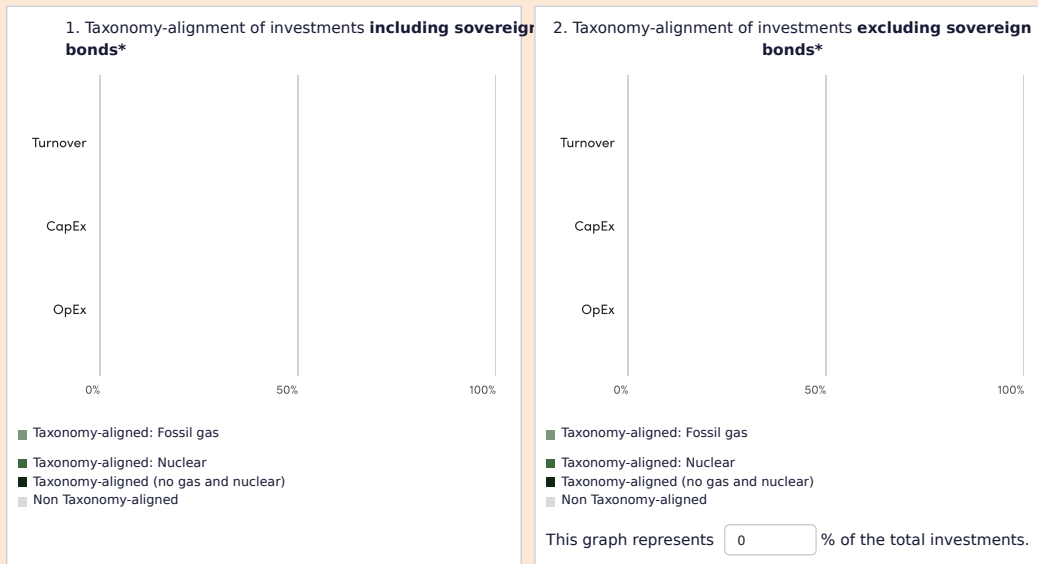 1. Taxonomy-alignment of investments including sovereign
bonds*
Turnover
CapEx
OpEx
0% 50% 100%
Taxonomy-aligned: Fossil gas
Taxonomy-aligned: Nuclear
Taxonomy-aligned (no gas and nuclear)
Non Taxonomy-aligned
2. Taxonomy-alignment of investments excluding sovereign
bonds*
Turnover
CapEx
OpEx
0% 50% 100%
Taxonomy-aligned: Fossil gas
Taxonomy-aligned: Nuclear
Taxonomy-aligned (no gas and nuclear)
Non Taxonomy-aligned
This graph represents 0 % of the total investments.